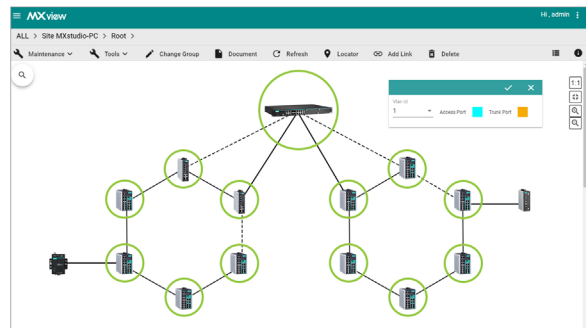 MXview
Hi , admin
ALL > Site MXstudio-PC > Root >
Maintenance Tools Change Group Document Refresh Locator Add Link Delete
Vlan Id
1 Access Port Trunk Port
1:1